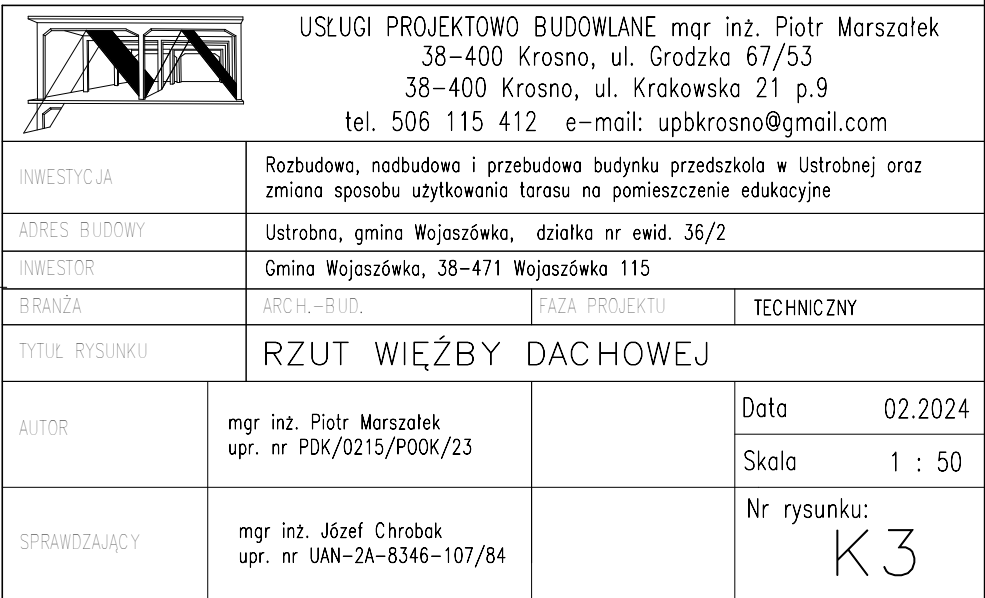 USŁUGI PROJEKTOWO BUDOWLANE mgr inż. Piotr Marszałek
38-400 Krosno, ul. Grodzka 67/53
38-400 Krosno, ul. Krakowska 21 p.9
tel. 506 115 412 e-mail: upbkrosno@gmail.com
INWESTYCJA
Rozbudowa, nadbudowa i przebudowa budynku przedszkola w Ustrobnej oraz
zmiana sposobu użytkowania tarasu na pomieszczenie edukacyjne
ADRES BUDOWY
Ustrobna, gmina Wojaszówka, działka nr ewid. 36/2
INWESTOR
Gmina Wojaszówka, 38-471 Wojaszówka 115
BRANŻA ARCH.-BUD. FAZA PROJEKTU TECHNICZNY
TYTUŁ RYSUNKU
RZUT WIĘŹBY DACHOWEJ
AUTOR
mgr inż. Piotr Marszałek
upr. nr PDK/0215/POOK/23
Data 02.2024
Skala 1 : 50
SPRAWDZAJĄCY
mgr inż. Józef Chrobak
upr. nr UAN-2A-8346-107/84
Nr rysunku:
K3